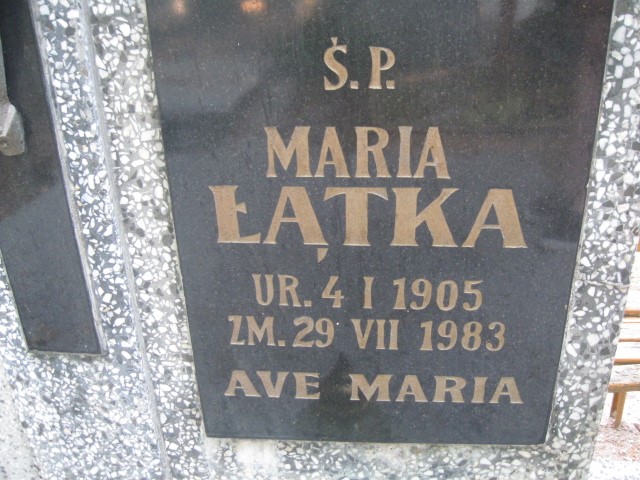 Ś.P.
MARIA
ŁĄTKA
UR. 4 I 1905
ZM. 29 VII 1983
AVE MARIA